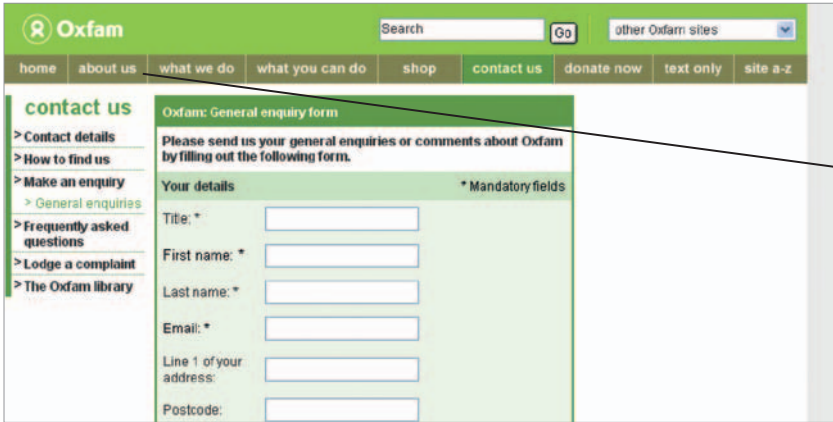 Oxfam
Search
Go
other Oxfam sites
home about us what we do what you can do shop contact us donate now text only site a-z
contact us
> Contact details
> How to find us
> Make an enquiry
> General enquiries
> Frequently asked
questions
> Lodge a complaint
> The Oxfam library
Oxfam: General enquiry form
Please send us your general enquiries or comments about Oxfam
by filling out the following form.
Your details * Mandatory fields
Title: *
First name: *
Last name: *
Email: *
Line 1 of your
address:
Postcode: